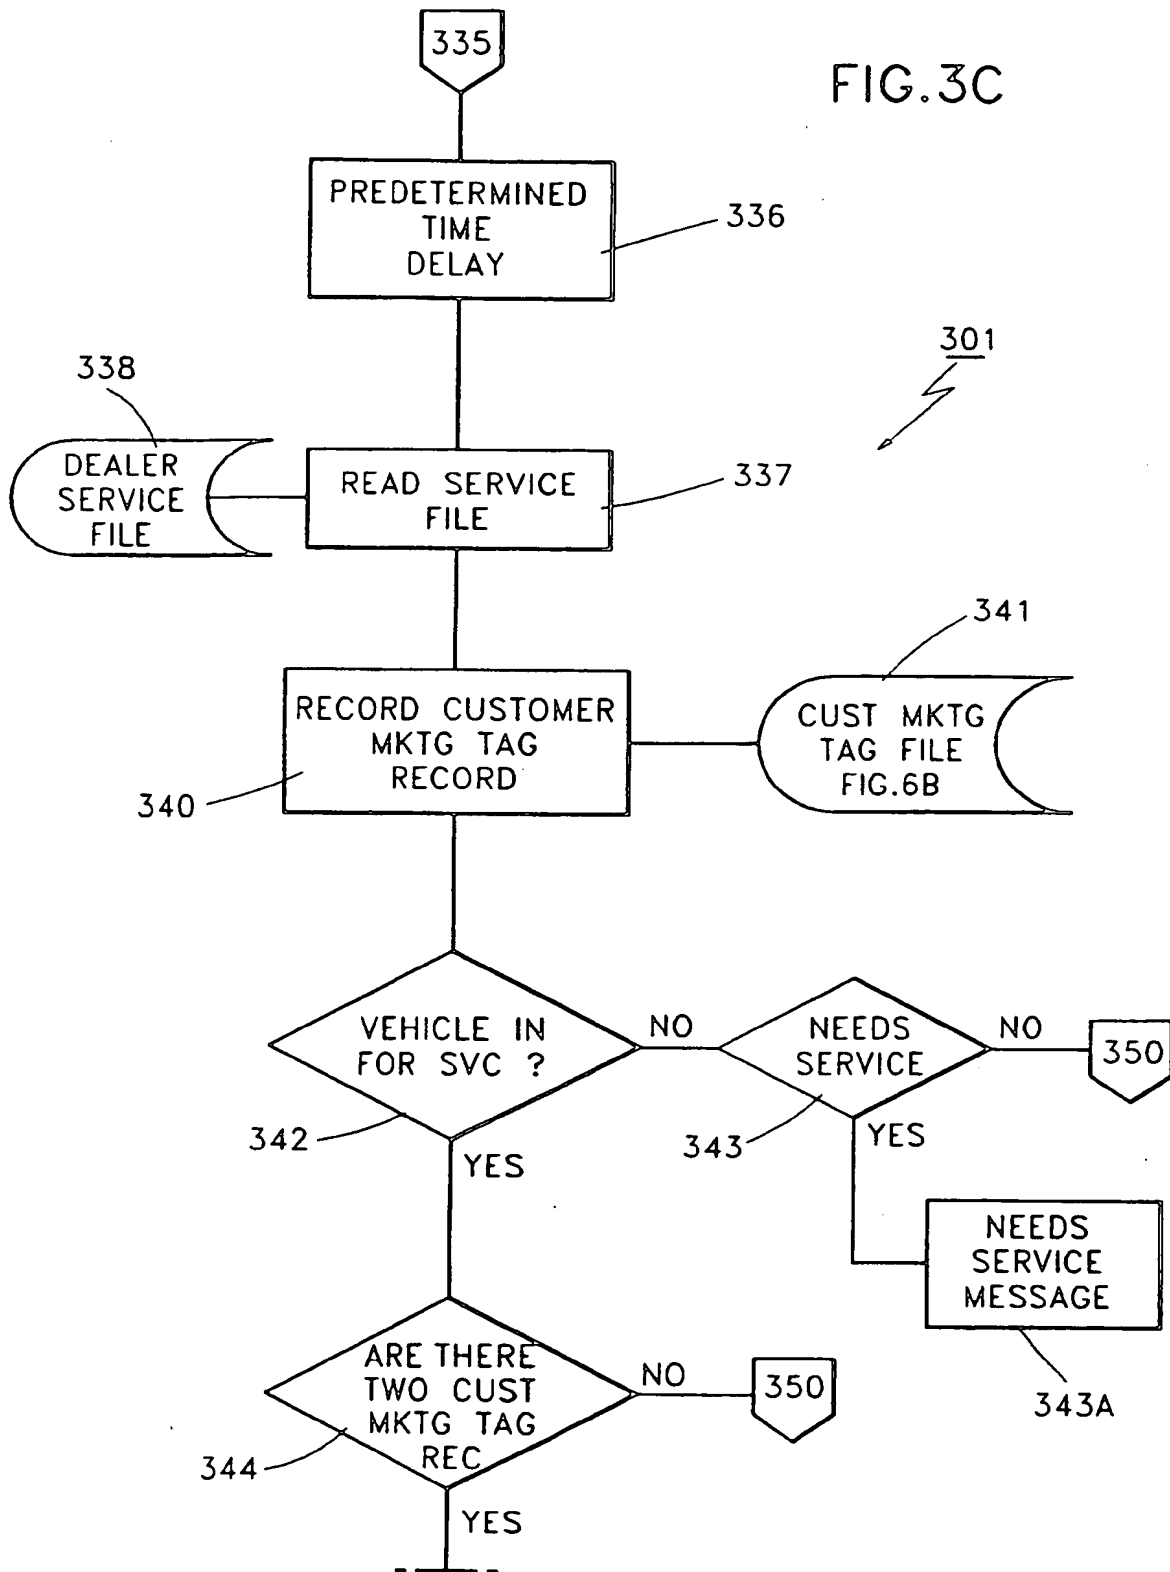 335
FIG.3C
PREDETERMINED
TIME
DELAY
336
301
338
DEALER
SERVICE
FILE
READ SERVICE
FILE
337
341
RECORD CUSTOMER
MKTG TAG
RECORD
340
CUST MKTG
TAG FILE
FIG.6B
VEHICLE IN
FOR SVC ?
NO
NEEDS
SERVICE
NO
350
342
343
YES
YES
NEEDS
SERVICE
MESSAGE
343A
ARE THERE
TWO CUST
MKTG TAG
REC
NO
350
344
YES